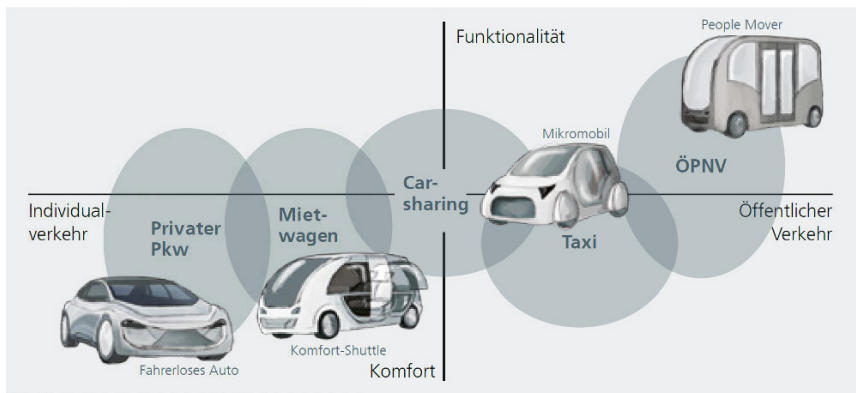 People Mover
Funktionalität
Mikromobil
ÖPNV
Car-
sharing
Individual-
verkehr
Privater
Pkw
Miet-
wagen
Öffentlicher
Verkehr
Taxi
Komfort-Shuttle
Fahrerloses Auto
Komfort